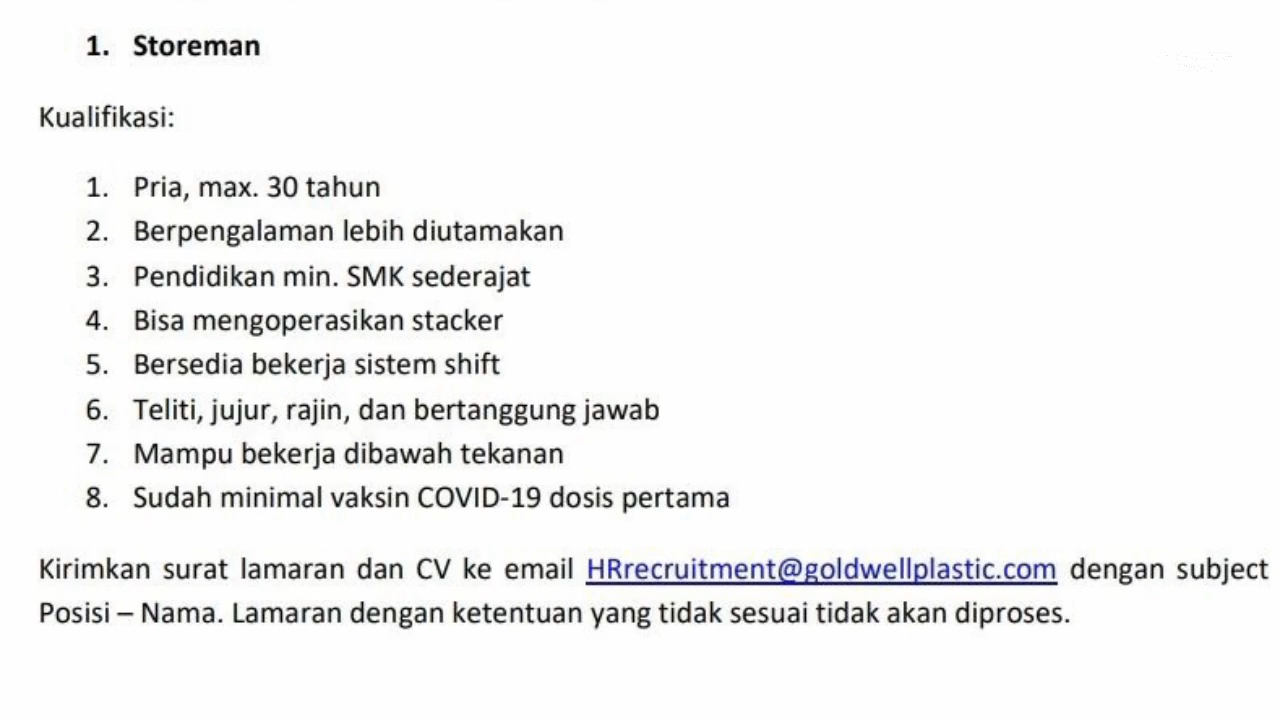 1. Storeman
Kualifikasi:
1. Pria, max. 30 tahun
2. Berpengalaman lebih diutamakan
3. Pendidikan min. SMK sederajat
4. Bisa mengoperasikan stacker
5. Bersedia bekerja sistem shift
6. Teliti, jujur, rajin, dan bertanggung jawab
7. Mampu bekerja dibawah tekanan
8. Sudah minimal vaksin COVID-19 dosis pertama
Kirimkan surat lamaran dan CV ke email HRrecruitment@goldwellplastic.com dengan subject
Posisi – Nama. Lamaran dengan ketentuan yang tidak sesuai tidak akan diproses.